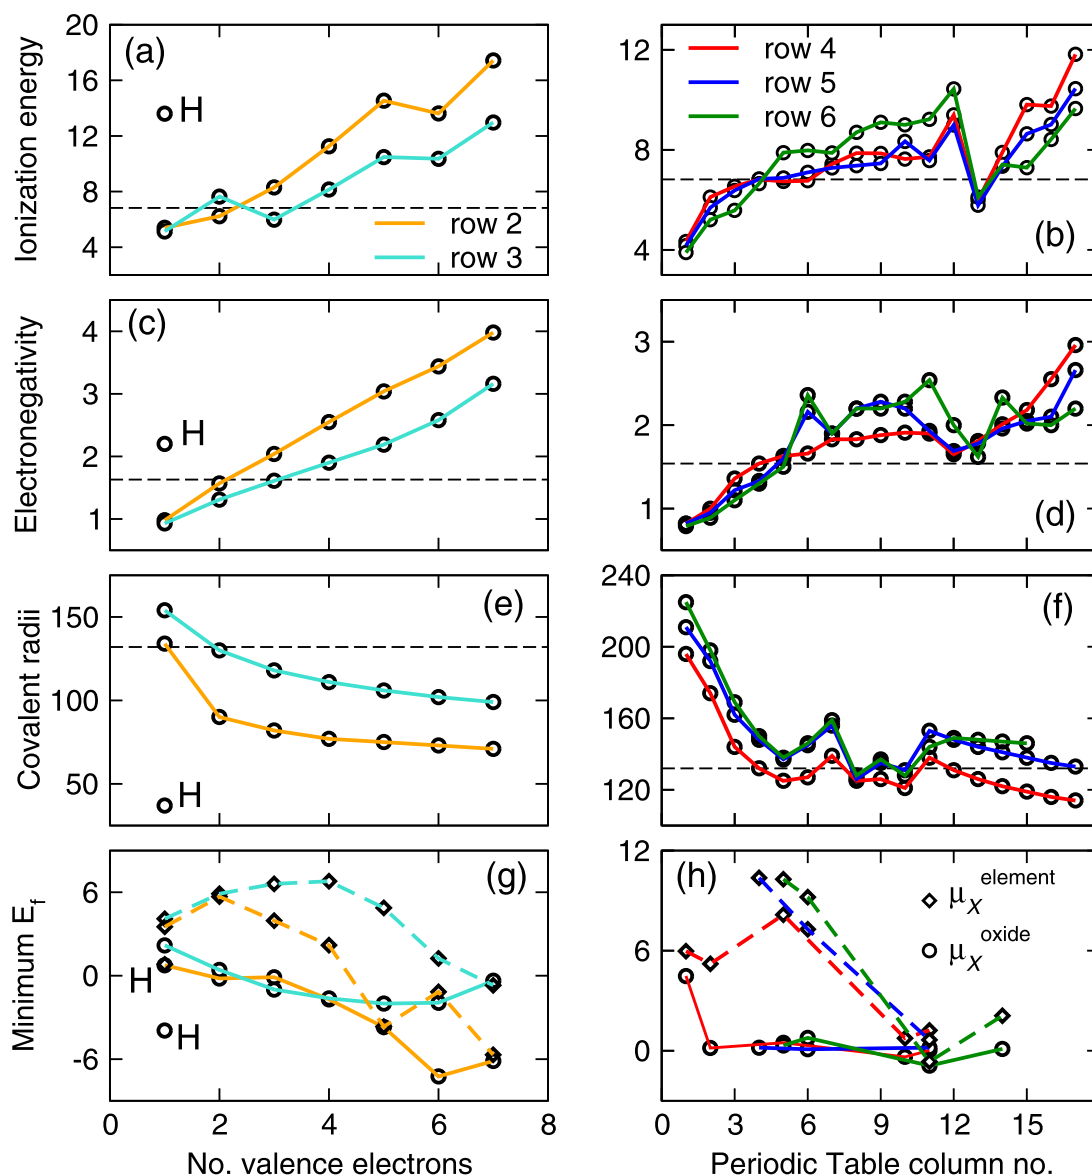 Ionization energy
20
16
12
8
4
(a)
H
row 2
row 3
12
8
4
row 4
row 5
row 6
(b)
Electronegativity
4
3
2
1
(c)
H
3
2
1
(d)
Covalent radii
150
100
50
(e)
H
240
200
160
120
(f)
Minimum E_f
6
0
-6
(g)
H
H
0 2 4 6 8
No. valence electrons
12
6
0
(h)
μ_X^element
μ_X^oxide
0 3 6 9 12 15
Periodic Table column no.